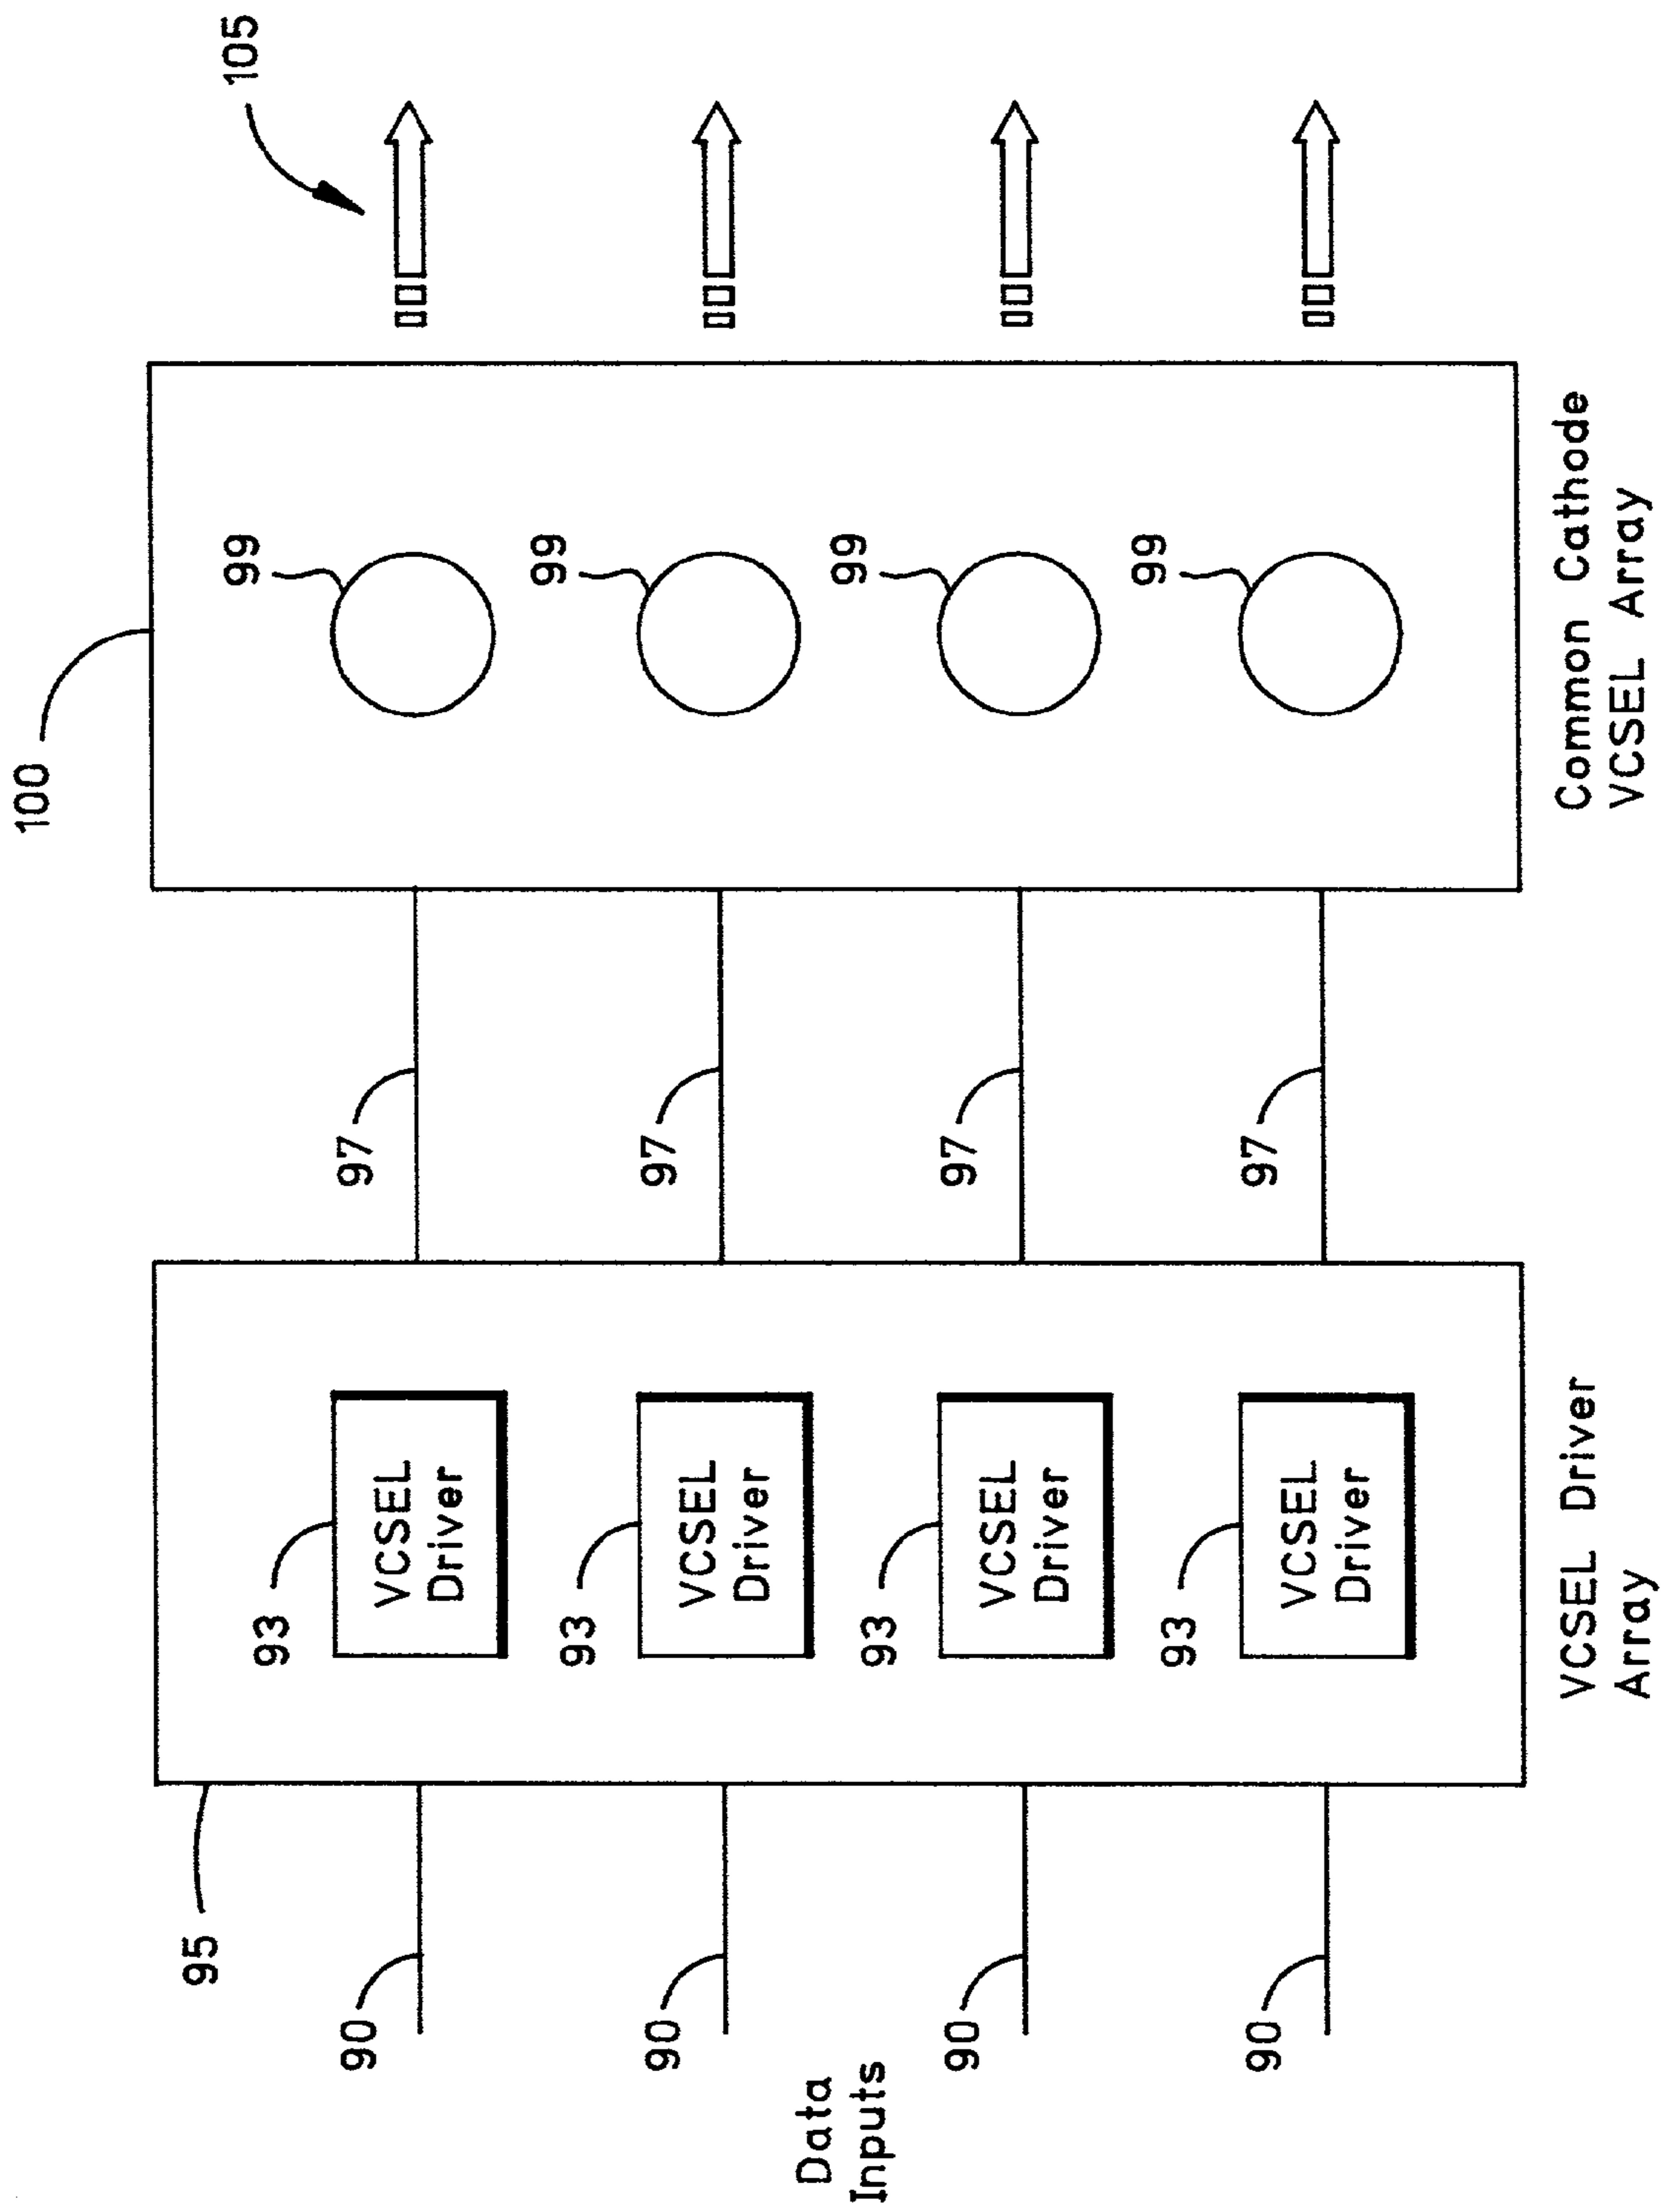 Data
Inputs
90
90
90
90
95
93
93
93
93
VCSEL
Driver
VCSEL
Driver
VCSEL
Driver
VCSEL
Driver
VCSEL Driver
Array
97
97
97
97
100
99
99
99
99
Common Cathode
VCSEL Array
105